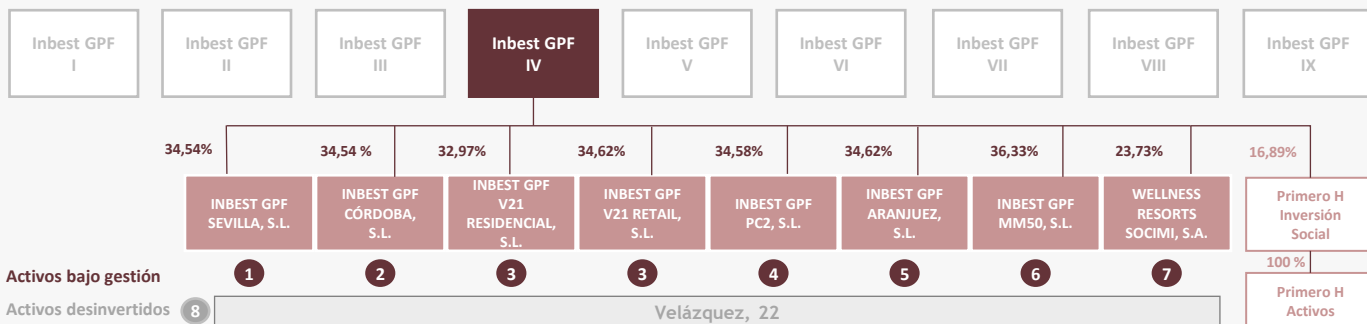 Inbest GPF
I
Inbest GPF
II
Inbest GPF
III
Inbest GPF
IV
Inbest GPF
V
Inbest GPF
VI
Inbest GPF
VII
Inbest GPF
VIII
Inbest GPF
IX
34,54%
34,54 %
32,97%
34,62%
34,58%
34,62%
36,33%
23,73%
16,89%
INBEST GPF
SEVILLA, S.L.
INBEST GPF
CÓRDOBA,
S.L.
INBEST GPF
V21
RESIDENCIAL,
S.L.
INBEST GPF
V21 RETAIL,
S.L.
INBEST GPF
PC2, S.L.
INBEST GPF
ARANJUEZ,
S.L.
INBEST GPF
MM50, S.L.
WELLNESS
RESORTS
SOCIMI, S.A.
Primero H
Inversión
Social
100 %
Activos bajo gestión
1
2
3
3
4
5
6
7
Primero H
Activos
Activos desinvertidos
8
Velázquez, 22